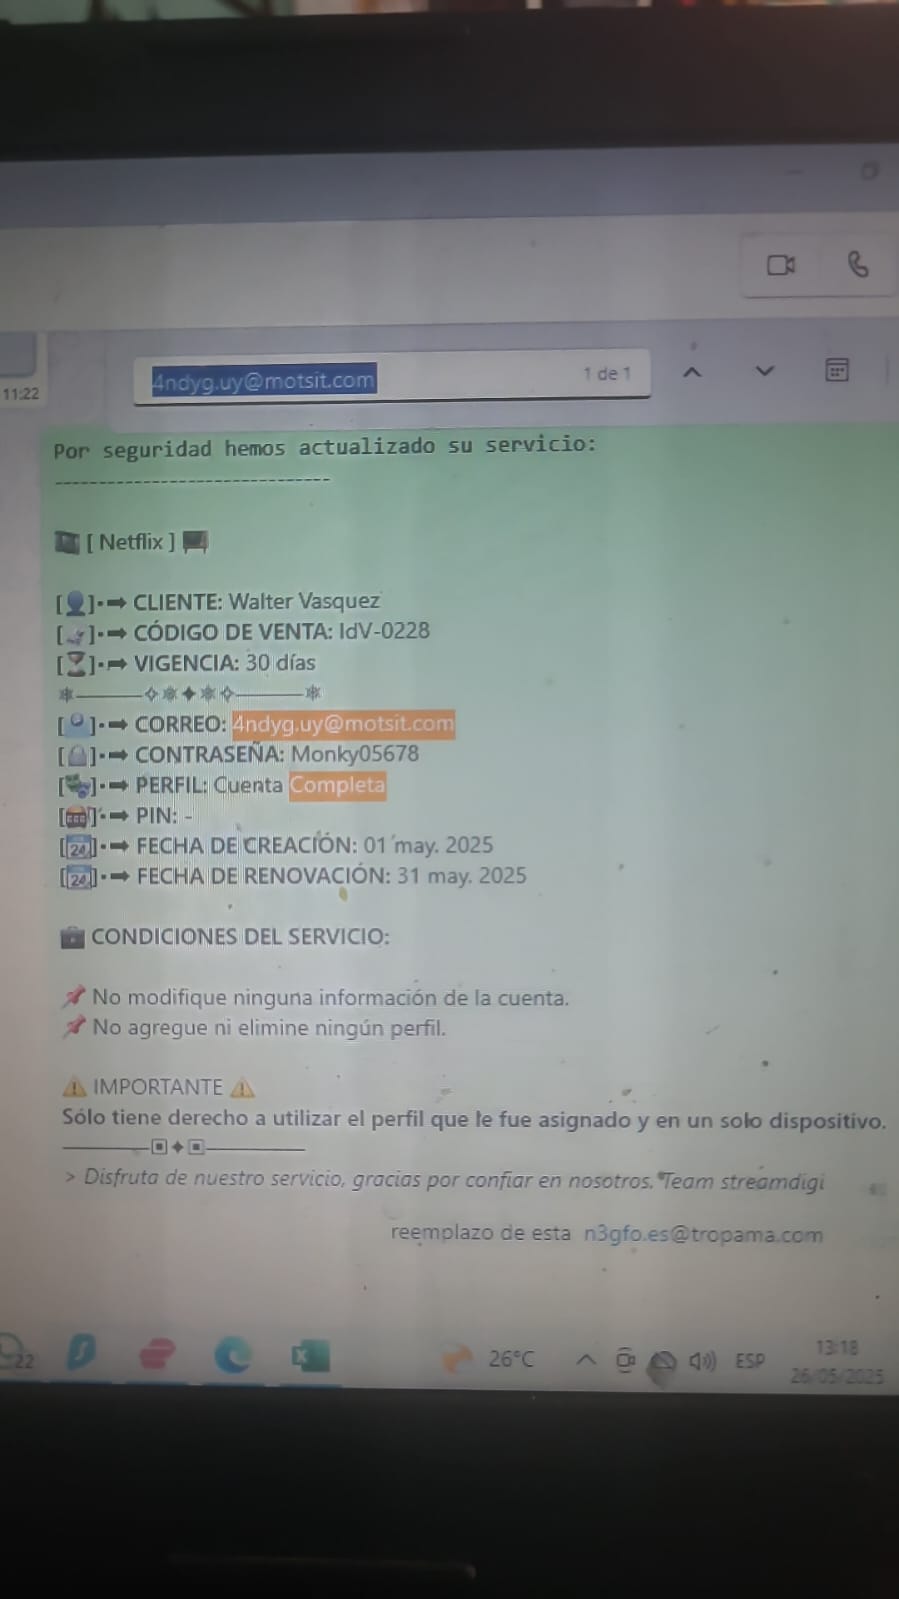 11:22
4ndyg.uy@motsit.com 1 de 1
Por seguridad hemos actualizado su servicio:
-------------------------------
[ Netflix ]
[👤]•➡ CLIENTE: Walter Vasquez
[]•➡ CÓDIGO DE VENTA: IdV-0228
[⏳]•➡ VIGENCIA: 30 días
[]•➡ CORREO: 4ndyg.uy@motsit.com
[🔒]•➡ CONTRASEÑA: Monky05678
[🎭]•➡ PERFIL: Cuenta Completa
[]•➡ PIN: -
[24]•➡ FECHA DE CREACIÓN: 01 may. 2025
[24]•➡ FECHA DE RENOVACIÓN: 31 may. 2025
💼 CONDICIONES DEL SERVICIO:
📌 No modifique ninguna información de la cuenta.
📌 No agregue ni elimine ningún perfil.
⚠️ IMPORTANTE ⚠️
Sólo tiene derecho a utilizar el perfil que le fue asignado y en un solo dispositivo.
> Disfruta de nuestro servicio, gracias por confiar en nosotros. Team streamdigi
reemplazo de esta n3gfo.es@tropama.com
22 26°C ESP 13:18
26/05/2025